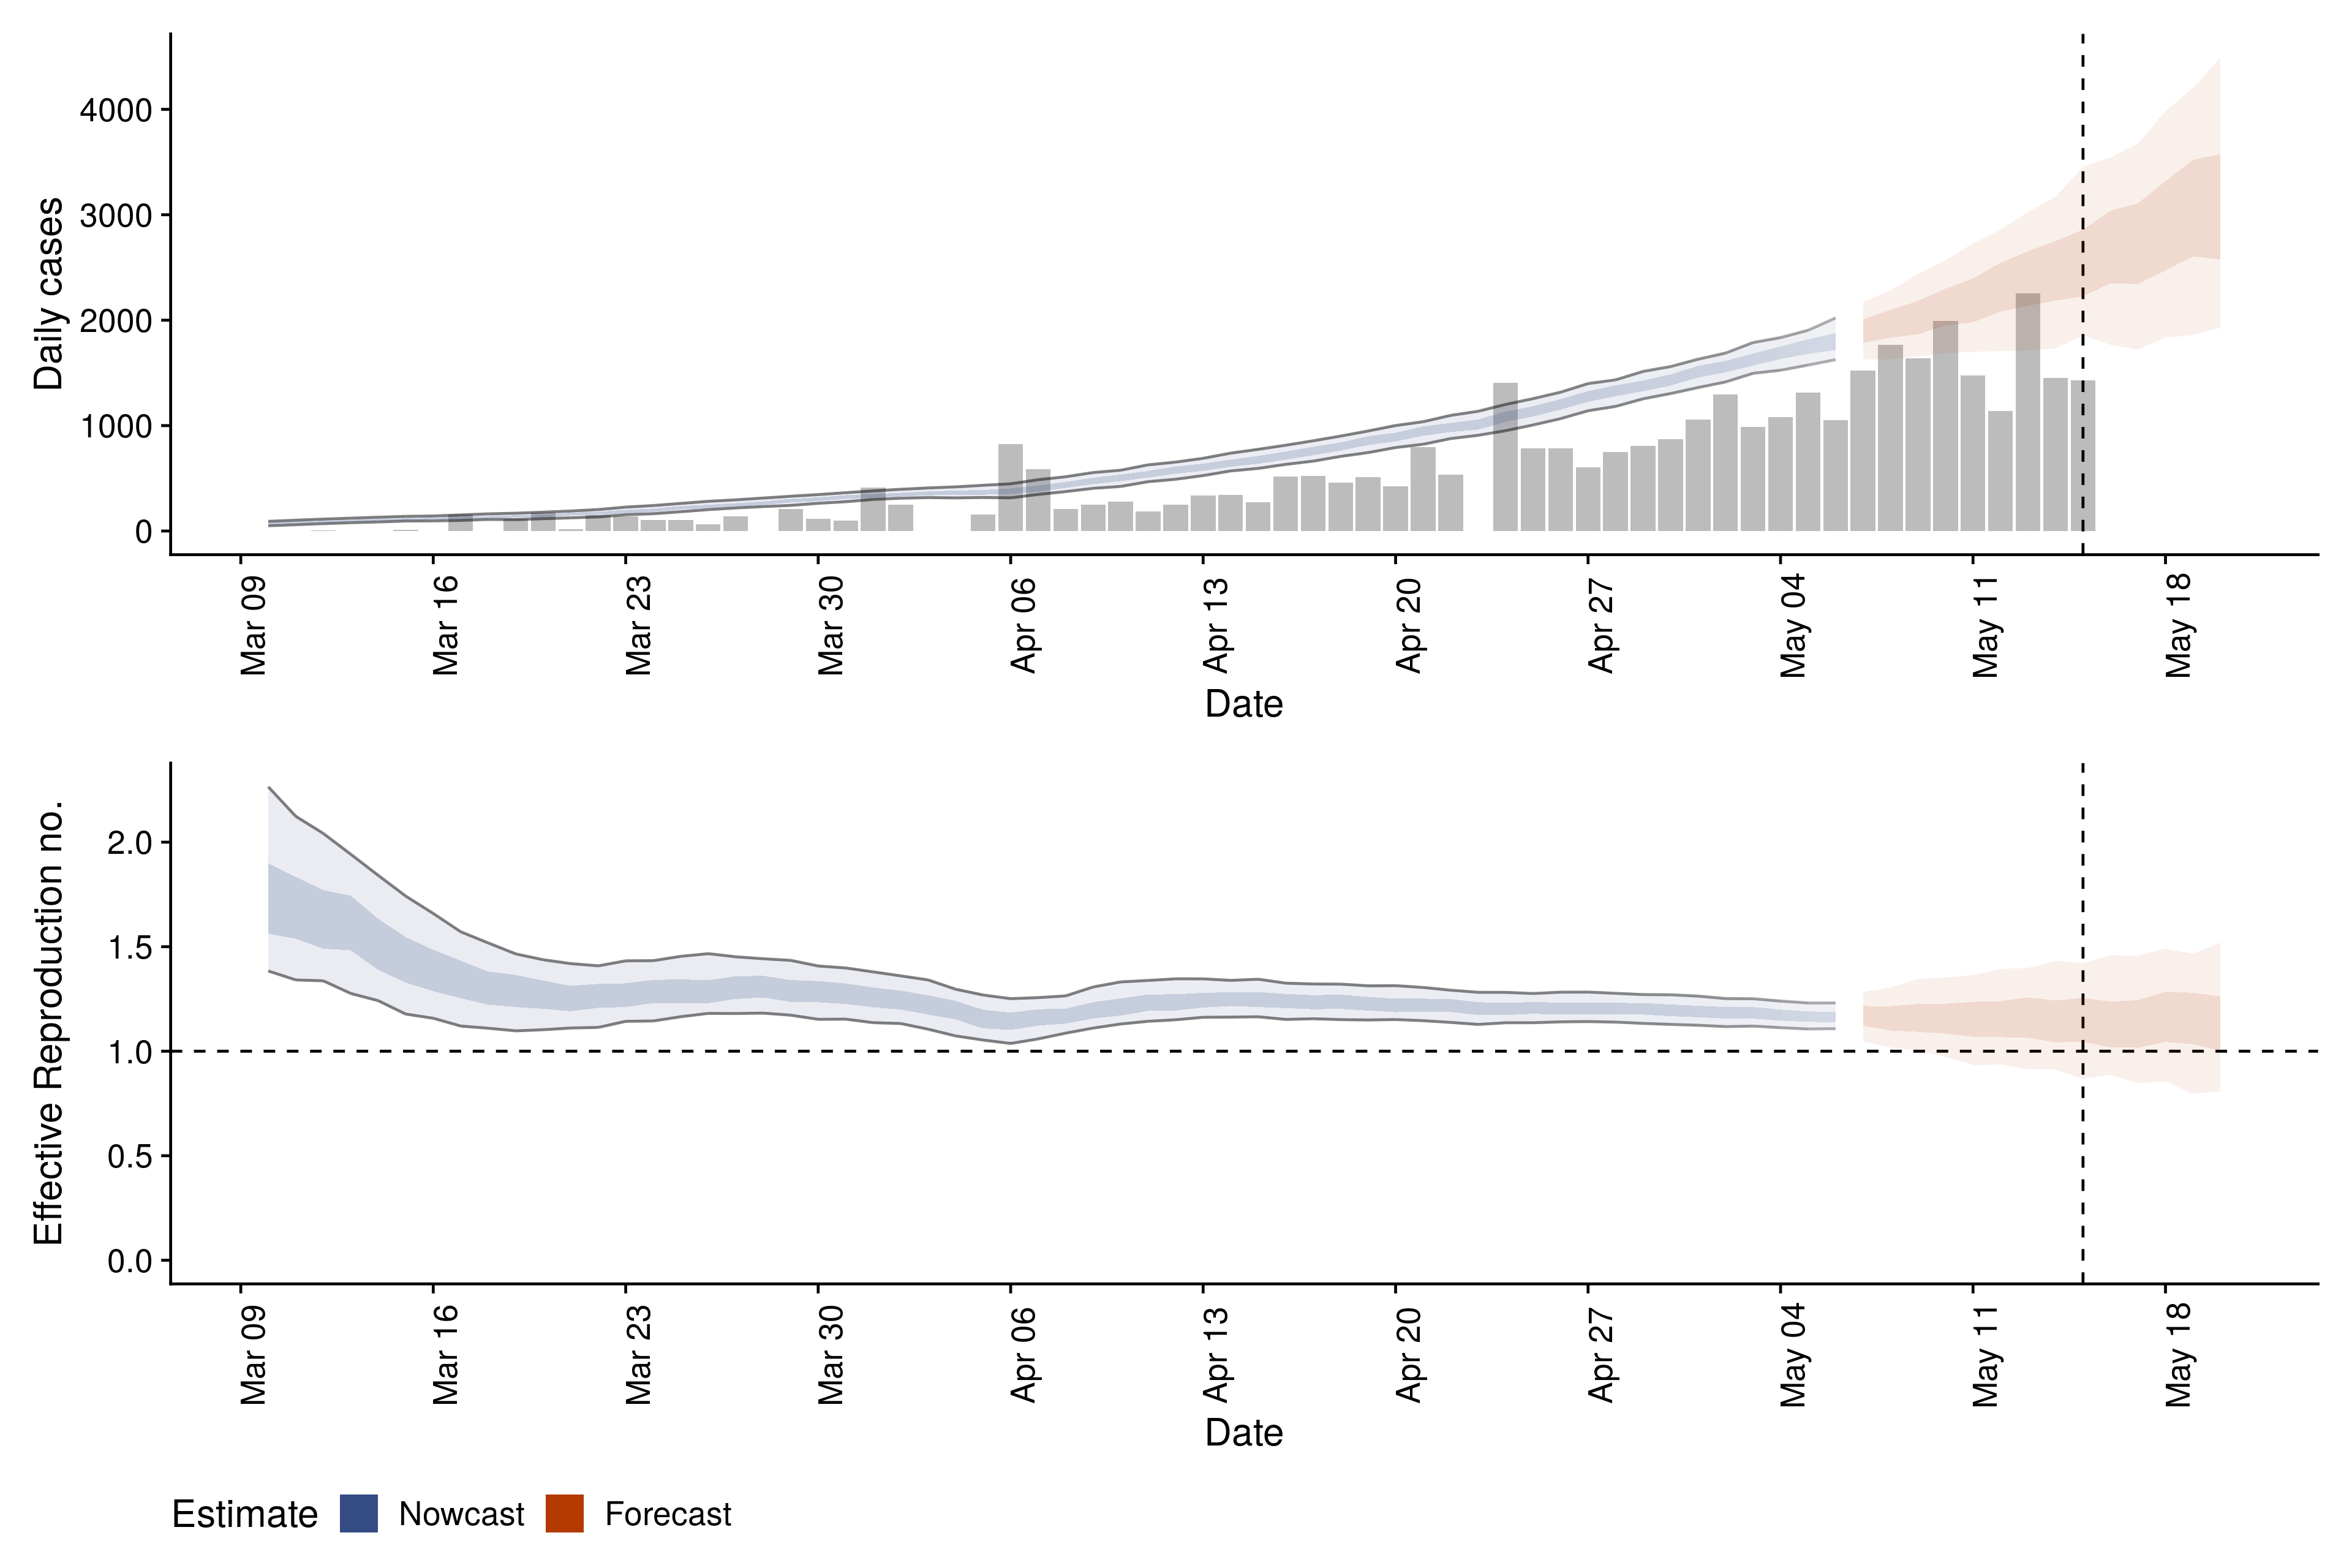 Daily cases
4000
3000
2000
1000
0
Mar 09
Mar 16
Mar 23
Mar 30
Apr 06
Apr 13
Apr 20
Apr 27
May 04
May 11
May 18
Date
Effective Reproduction no.
2.0
1.5
1.0
0.5
0.0
Mar 09
Mar 16
Mar 23
Mar 30
Apr 06
Apr 13
Apr 20
Apr 27
May 04
May 11
May 18
Date
Estimate Nowcast Forecast